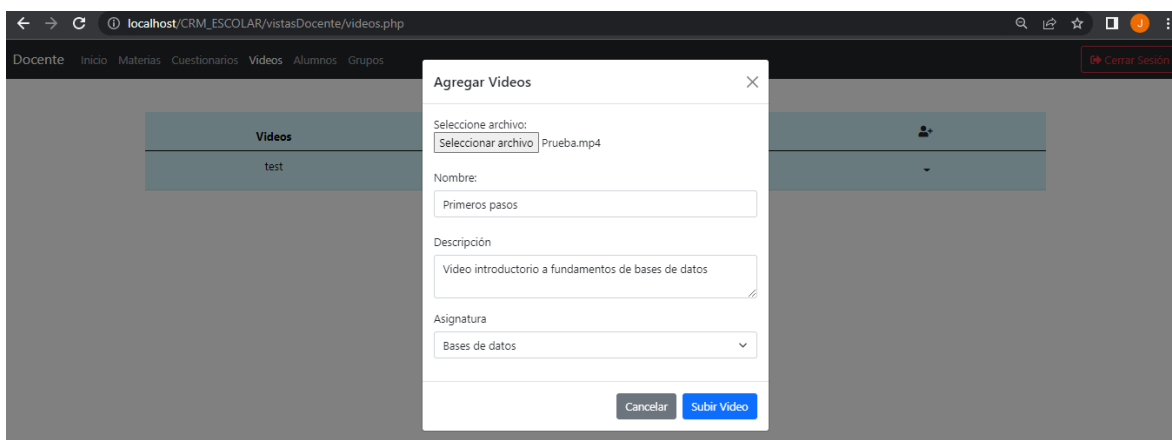 localhost/CRM_ESCOLAR/vistasDocente/videos.php
J
Docente Inicio Materias Cuestionarios Videos Alumnos Grupos
Cerrar Sesión
Agregar Videos
Seleccione archivo:
Seleccionar archivo Prueba.mp4
Nombre:
Primeros pasos
Descripción
Video introductorio a fundamentos de bases de datos
Asignatura
Bases de datos
Cancelar Subir Video
Videos
test